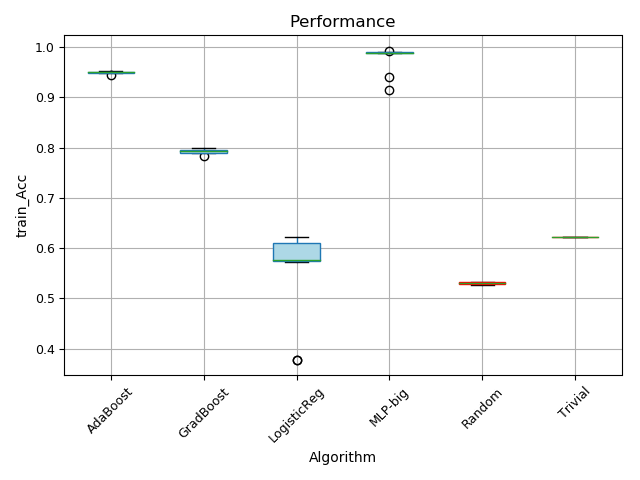 Performance
train_Acc
1.0
0.9
0.8
0.7
0.6
0.5
0.4
AdaBoost
GradBoost
LogisticReg
MLP-big
Random
Trivial
Algorithm